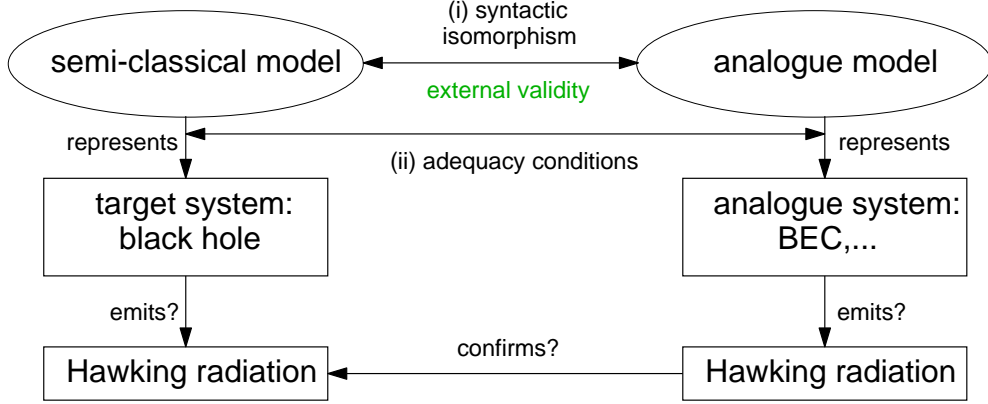 (i) syntactic
isomorphism
semi-classical model
analogue model
external validity
represents
represents
(ii) adequacy conditions
target system:
black hole
analogue system:
BEC,...
emits?
emits?
confirms?
Hawking radiation
Hawking radiation